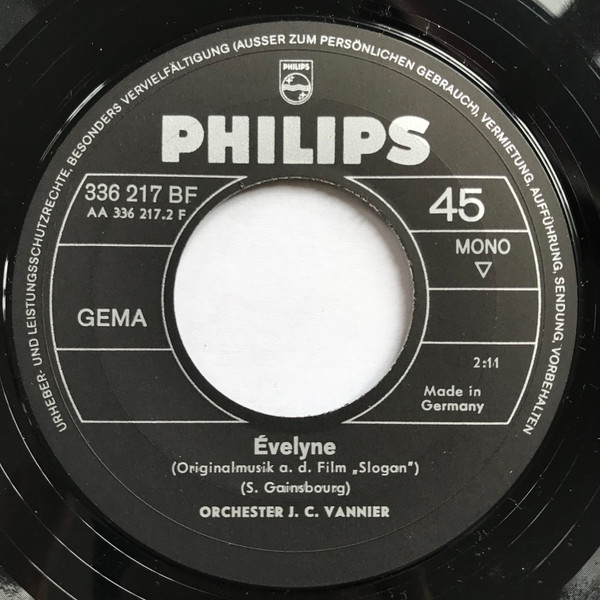 URHEBER- UND LEISTUNGSSCHUTZRECHTE, BESONDERS VERVIELFÄLTIGUNG (AUSSER ZUM PERSÖNLICHEN GEBRAUCH), VERMIETUNG, AUFFÜHRUNG, SENDUNG, VORBEHALTEN
PHILIPS
PHILIPS
336 217 BF
AA 336 217.2 F
45
MONO
GEMA
2:11
Made in
Germany
Évelyne
(Originalmusik a. d. Film „Slogan")
(S. Gainsbourg)
ORCHESTER J. C. VANNIER